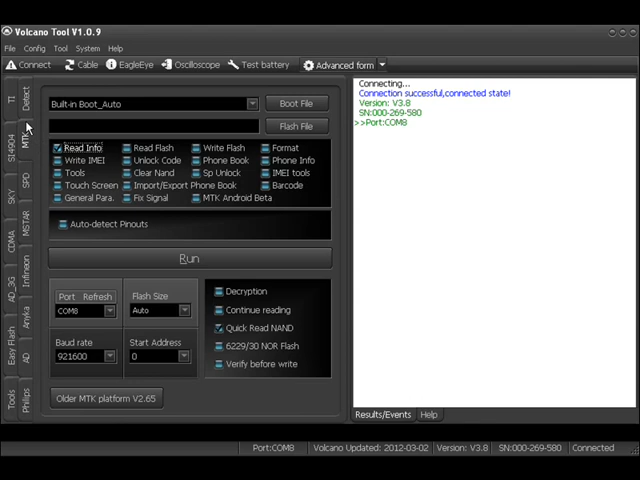 Volcano Tool V1.0.9
File Config Tool System Help
Connect Cable EagleEye Oscilloscope Test battery Advanced form
TI Detect
SI4904 MTK
SKY SPD
CDMA MSTAR
AD_3G Infineon
Easy Flash Anyka
AD
Tools Philips
Built-in Boot_Auto Boot File
Flash File
Read Info Read Flash Write Flash Format
Write IMEI Unlock Code Phone Book Phone Info
Tools Clear Nand Sp Unlock IMEI tools
Touch Screen Import/Export Phone Book Barcode
General Para. Fix Signal MTK Android Beta
Auto-detect Pinouts
Run
Port Refresh Flash Size
COM8 Auto
Baud rate Start Address
921600 0
Decryption
Continue reading
Quick Read NAND
6229/30 NOR Flash
Verify before write
Older MTK platform V2.65
Connecting...
Connection successful,connected state!
Version: V3.8
SN:000-269-580
>>Port:COM8
Results/Events Help
Port:COM8 Volcano Updated: 2012-03-02 Version: V3.8 SN:000-269-580 Connected